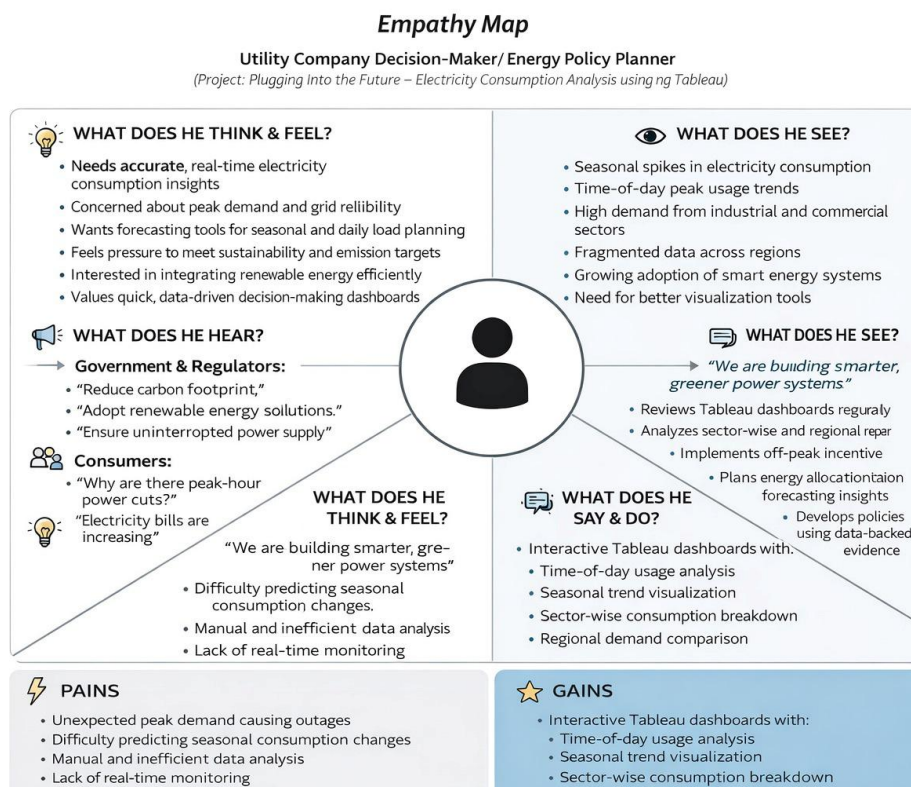 Empathy Map
Utility Company Decision-Maker/ Energy Policy Planner
(Project: Plugging Into the Future – Electricity Consumption Analysis using ng Tableau)
WHAT DOES HE THINK & FEEL?
• Needs accurate, real-time electricity
consumption insights
• Concerned about peak demand and grid reliibility
• Wants forecasting tools for seasonal and daily load planning
• Feels pressure to meet sustainability and emission targets
• Interested in integrating renewable energy efficiently
• Values quick, data-driven decision-making dashboards
WHAT DOES HE SEE?
• Seasonal spikes in electricity consumption
• Time-of-day peak usage trends
• High demand from industrial and commercial
sectors
• Fragmented data across regions
• Growing adoption of smart energy systems
• Need for better visualization tools
WHAT DOES HE HEAR?
Government & Regulators:
• "Reduce carbon footprint,"
• "Adopt renewable energy soilutions."
• "Ensure uninterropted power supply"
Consumers:
• "Why are there peak-hour
power cuts?"
"Electricity bills are
increasing"
WHAT DOES HE SEE?
"We are buuding smarter,
greener power systems"
• Reviews Tableau dashboards reguraly
• Analyzes sector-wise and regional reper
• Implements off-peak incentive
• Plans energy allocationtaion
forecasting insights
• Develops policies
using data-backed
evidence
WHAT DOES HE
THINK & FEEL?
"We are building smarter, gre-
ner power systems"
• Difficulty predicting seasonal
consumption changes.
• Manual and inefficient data analysis
• Lack of real-time monitoring
WHAT DOES HE
SAY & DO?
• Interactive Tableau dashboards with:
• Time-of-day usage analysis
• Seasonal trend visualization
• Sector-wise consumption breakdown
• Regional demand comparison
PAINS
• Unexpected peak demand causing outages
• Difficulty predicting seasonal consumption changes
• Manual and inefficient data analysis
• Lack of real-time monitoring
GAINS
• Interactive Tableau dashboards with:
• Time-of-day usage analysis
• Seasonal trend visualization
• Sector-wise consumption breakdown